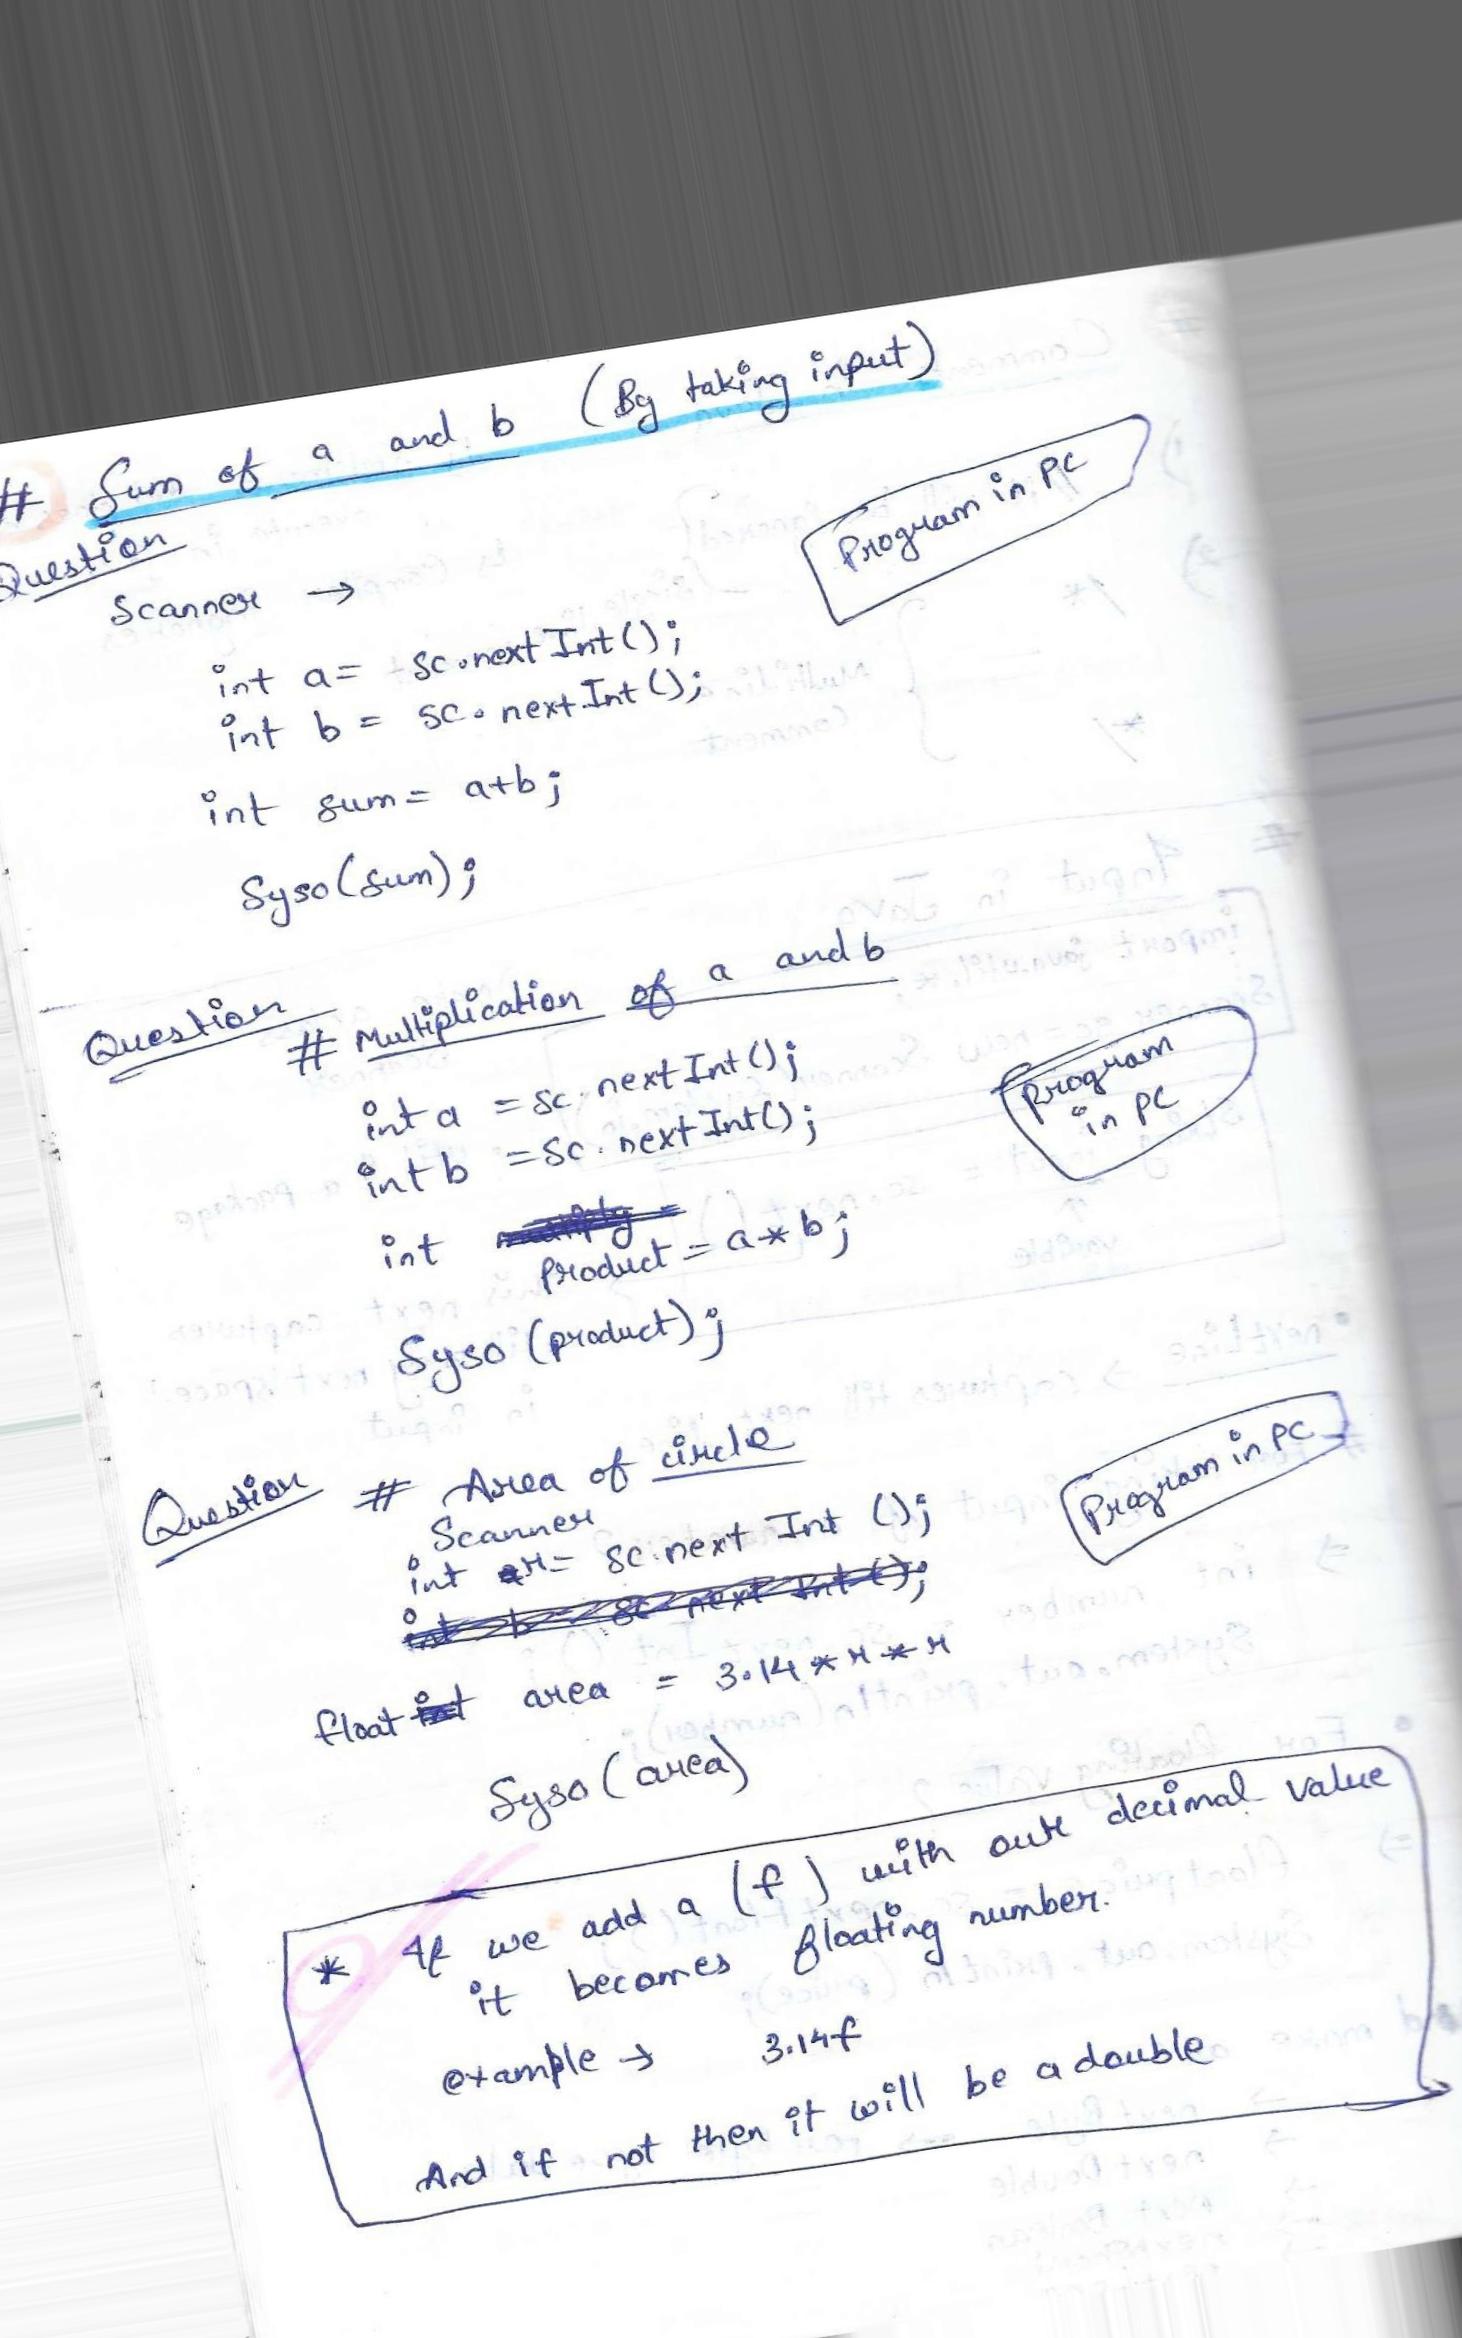 # Sum of a and b (By taking input)
Question
Program in PC
Scanner →
int a = sc.nextInt();
int b = sc.nextInt();
int sum = a+b;
Syso(sum);
Question # Multiplication of a and b
int a = sc.nextInt();
Program in PC
int b = sc.nextInt();
int product = a*b;
Syso (product);
Question # Area of circle
Program in PC
Scanner
int r = sc.next Int ();
float area = 3.14 * r * r
Syso (area)
* If we add a (f) with our decimal value
it becomes floating number.
example → 3.14f
And if not then it will be a double